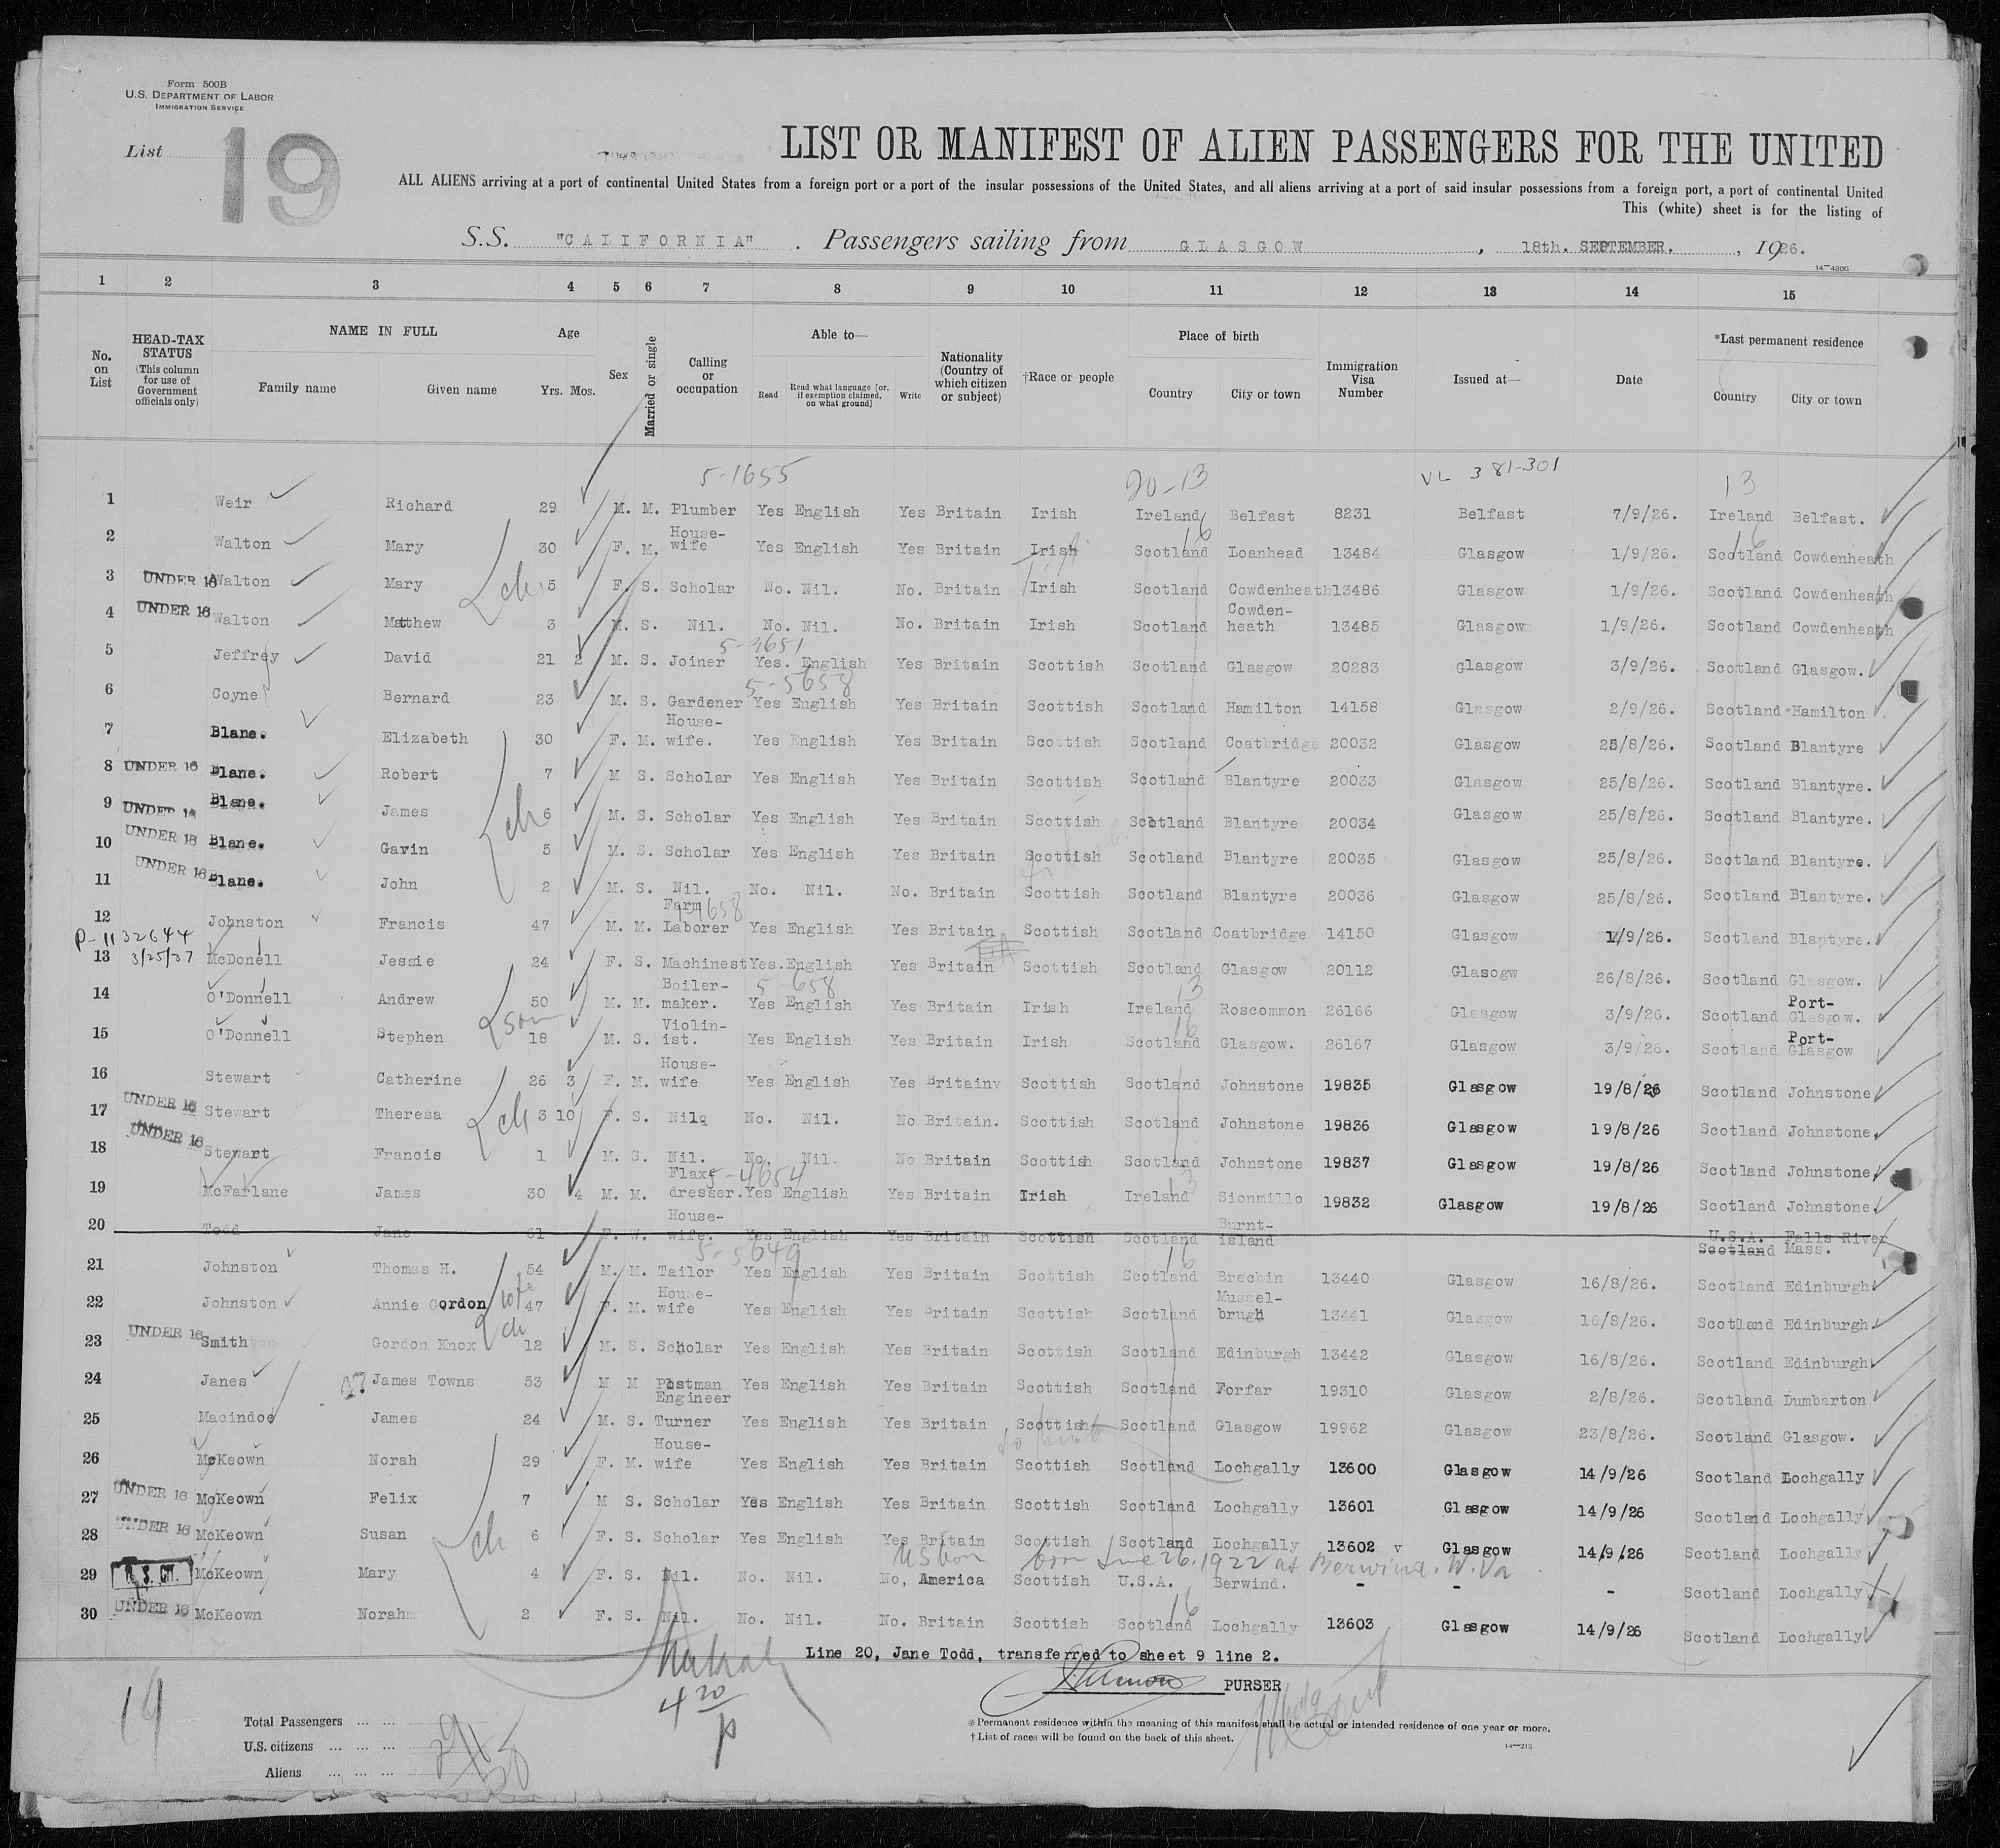 Form 500B
U.S. DEPARTMENT OF LABOR
IMMIGRATION SERVICE
List 19
LIST OR MANIFEST OF ALIEN PASSENGERS FOR THE UNITED
ALL ALIENS arriving at a port of continental United States from a foreign port or a port of the insular possessions of the United States, and all aliens arriving at a port of said insular possessions from a foreign port, a port of continental United
This (white) sheet is for the listing of
S.S. "CALIFORNIA". Passengers sailing from GLASGOW, 18th. SEPTEMBER., 1926.
14—4306
1 2 3 4 5 6 7 8 9 10 11 12 13 14 15
No. on List HEAD-TAX STATUS (This column for use of Government officials only) NAME IN FULL Family name Given name Age Yrs. Mos. Sex Married or single Calling or occupation Able to— Read Read what language [or, if exemption claimed, on what ground] Write Nationality (Country of which citizen or subject) †Race or people Place of birth Country City or town Immigration Visa Number Issued at— Date *Last permanent residence Country City or town
5-1655 20-13 VL 381-301 13
1 Weir Richard 29 M. M. Plumber Yes English Yes Britain Irish Ireland Belfast 8231 Belfast 7/9/26. Ireland Belfast.
2 Walton Mary 30 F. M. House-wife Yes English Yes Britain Irish Scotland Loanhead 13484 Glasgow 1/9/26. Scotland Cowdenheath
3 UNDER 16 Walton Mary ch 5 F. S. Scholar No. Nil. No. Britain Irish Scotland Cowdenheath 13486 Glasgow 1/9/26. Scotland Cowdenheath
4 UNDER 16 Walton Matthew 3 M. S. Nil. No. Nil. No. Britain Irish Scotland Cowden-heath 13485 Glasgow 1/9/26. Scotland Cowdenheath
5-3651
5 Jeffrey David 21 2 M. S. Joiner Yes. English Yes Britain Scottish Scotland Glasgow 20283 Glasgow 3/9/26. Scotland Glasgow.
5-5658
6 Coyne Bernard 23 M. S. Gardener Yes English Yes Britain Scottish Scotland Hamilton 14158 Glasgow 2/9/26. Scotland Hamilton
7 Blane. Elizabeth 30 F. M. House-wife. Yes English Yes Britain Scottish Scotland Coatbridge 20032 Glasgow 25/8/26. Scotland Blantyre
8 UNDER 16 Blane. Robert 7 M S. Scholar Yes English Yes Britain Scottish Scotland Blantyre 20033 Glasgow 25/8/26. Scotland Blantyre.
9 UNDER 16 Blane. James ch 6 M. S. Scholar Yes English Yes Britain Scottish Scotland Blantyre 20034 Glasgow 25/8/26. Scotland Blantyre.
10 UNDER 16 Blane. Gavin 5 M. S. Scholar Yes English Yes Britain Scottish Scotland Blantyre 20035 Glasgow 25/8/26. Scotland Blantyre.
11 UNDER 16 Blane. John 2 M. S. Nil. No. Nil. No. Britain Scottish Scotland Blantyre 20036 Glasgow 25/8/26. Scotland Blantyre.
12 Johnston Francis 47 M. M. Farm Laborer Yes English Yes Britain Scottish Scotland Coatbridge 14150 Glasgow 1/9/26. Scotland Blantyre.
P-1132644
13 3/25/37 McDonell Jessie 24 F. S. Machinest Yes. English Yes Britain Scottish Scotland Glasgow 20112 Glasogw 26/8/26. Scotland Glasgow.
5-658 13
14 O'Donnell Andrew 50 M. M. Boiler-maker. Yes English Yes Britain Irish Ireland Roscommon 26166 Glasgow 3/9/26. Scotland Port-Glasgow.
15 O'Donnell Stephen son 18 M. S. Violin-ist. Yes English Yes Britain Irish Scotland Glasgow. 26167 Glasgow 3/9/26. Scotland Port-Glasgow
16 Stewart Catherine 26 3 F. M. House-wife Yes English Yes Britainv Scottish Scotland Johnstone 19835 Glasgow 19/8/26 Scotland Johnstone
17 UNDER 16 Stewart Theresa ch 3 10 F. S. Nilq No. Nil. No Britain. Scottish Scotland Johnstone 19836 Glasgow 19/8/26 Scotland Johnstone
18 UNDER 16 Stewart Francis 1 M. S. Nil. No. Nil. No Britain Scottish Scotland Johnstone 19837 Glasgow 19/8/26 Scotland Johnstone
5-4654 13
19 McFarlane James 30 4 M. M. Flax dresser. Yes English Yes Britain Irish Ireland Sionmillo 19832 Glasgow 19/8/26 Scotland Johnstone
20 Todd Jane 61 F. W. House-wife. Yes English Yes Britain Scottish Scotland Burnt-island U.S.A. Falls River Scotland Mass.
5-5649 16
21 Johnston Thomas H. 54 M. M. Tailor Yes English Yes Britain Scottish Scotland Brechin 13440 Glasgow 16/8/26. Scotland Edinburgh
22 Johnston Annie Gordon wife 47 F. M. House-wife Yes English Yes Britain Scottish Scotland Mussel-brugh 13441 Glasgow 16/8/26. Scotland Edinburgh.
23 UNDER 16 Smith Gordon Knox ch 12 M. S. Scholar Yes English Yes Britain Scottish Scotland Edinburgh 13442 Glasgow 16/8/26. Scotland Edinburgh
24 Janes James Towns 53 M M Postman Yes English Yes Britain Scottish Scotland Forfar 19310 Glasgow 2/8/26. Scotland Dumbarton
25 Macindoe James 24 M. S. Engineer Turner Yes English Yes Britain Scottish Scotland Glasgow 19962 Glasgow 23/8/26. Scotland Glasgow.
26 McKeown Norah 29 F. M. House-wife Yes English Yes Britain Scottish Scotland Lochgally 13600 Glasgow 14/9/26 Scotland Lochgally
27 UNDER 16 McKeown Felix 7 M S. Scholar Yes English Yes Britain Scottish Scotland Lochgally 13601 Glasgow 14/9/26 Scotland Lochgally
28 UNDER 16 McKeown Susan ch 6 F. S. Scholar Yes English Yes Britain Scottish Scotland Lochgally 13602 v Glasgow 14/9/26 Scotland Lochgally
US born born June 26, 1922 at Berwind. W. Va
29 U.S. CIT. McKeown Mary 4 F. S. Nil. No. Nil. No, America Scottish U.S.A. Berwind. - - - Scotland Lochgally
30 UNDER 16 McKeown Norah 2 F. S. Nil. No. Nil. No. Britain Scottish Scotland Lochgally 13603 Glasgow 14/9/26 Scotland Lochgally
Line 20, Jane Todd, transferred to sheet 9 line 2.
PURSER
19 4 20 p
Total Passengers
U.S. citizens
Aliens
* Permanent residence within the meaning of this manifest shall be actual or intended residence of one year or more.
† List of races will be found on the back of this sheet.
14—213